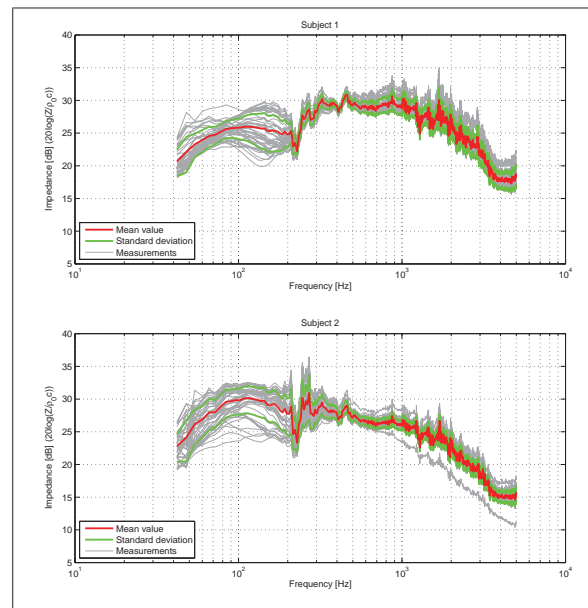 Subject 1
40
35
30
25
20
15
10
5
Impedance [dB] (20log(Z/ρ0c))
Mean value
Standard deviation
Measurements
10^1
10^2
10^3
10^4
Frequency [Hz]
Subject 2
40
35
30
25
20
15
10
5
Impedance [dB] (20log(Z/ρ0c))
Mean value
Standard deviation
Measurements
10^1
10^2
10^3
10^4
Frequency [Hz]